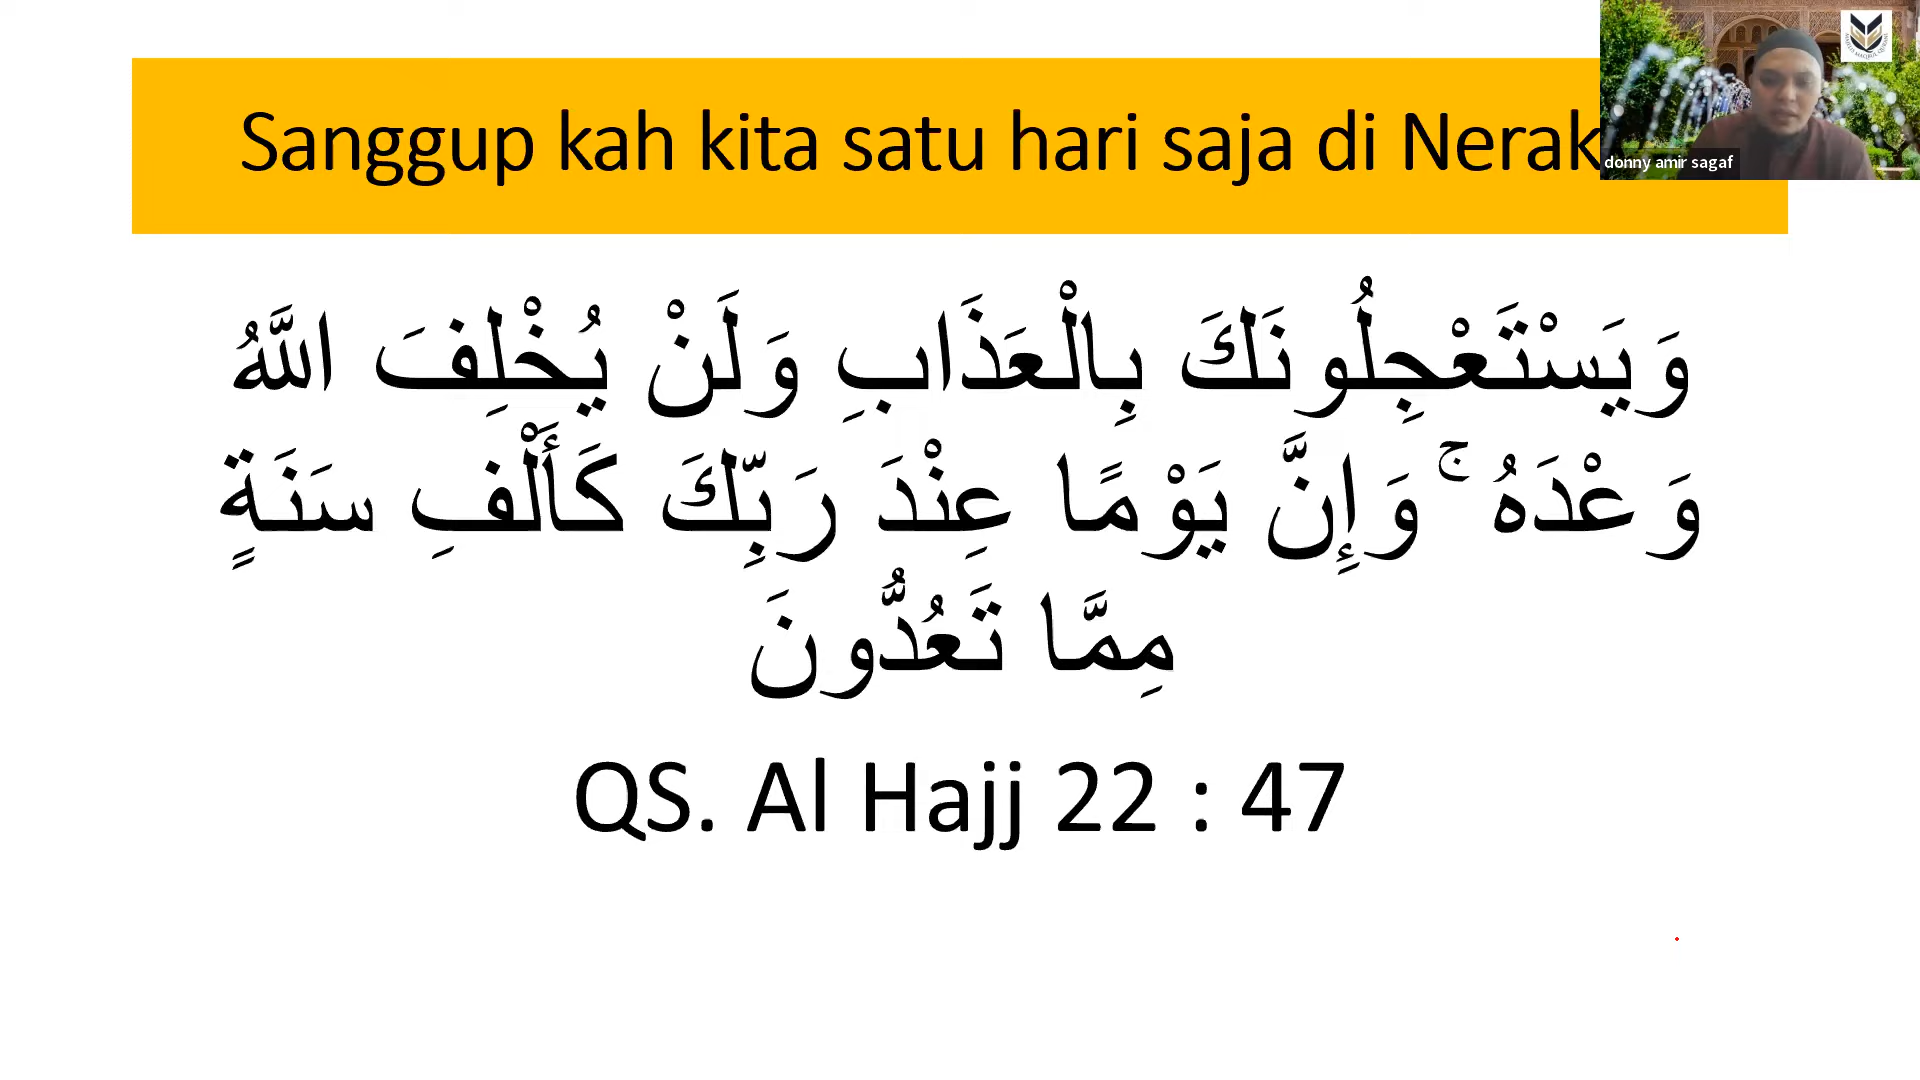 Sanggup kah kita satu hari saja di Nerak
donny amir sagaf
وَيَسْتَعْجِلُونَكَ بِالْعَذَابِ وَلَنْ يُخْلِفَ اللَّهُ
وَعْدَهُ ۚ وَإِنَّ يَوْمًا عِنْدَ رَبِّكَ كَأَلْفِ سَنَةٍ
مِمَّا تَعُدُّونَ
QS. Al Hajj 22 : 47